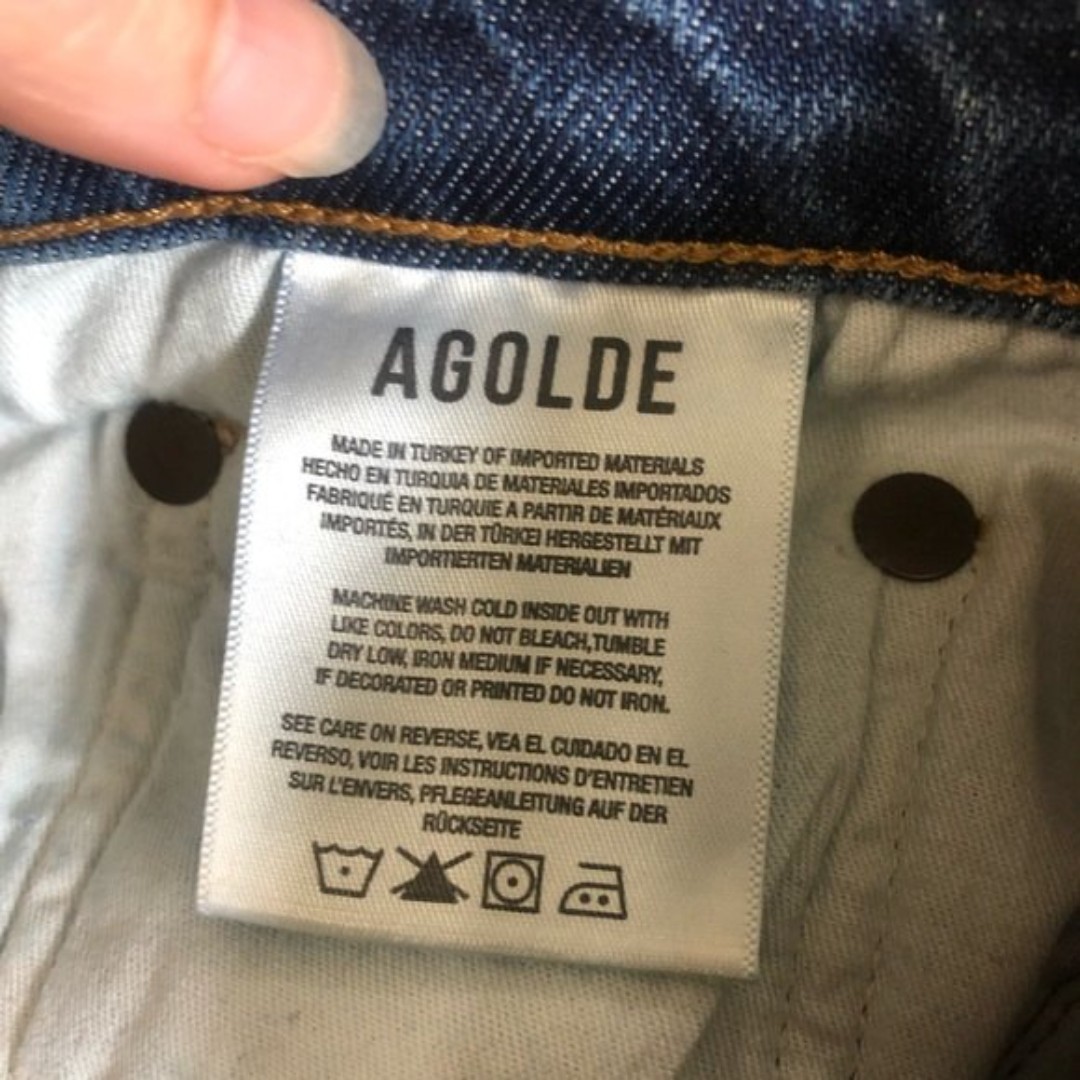 AGOLDE
MADE IN TURKEY OF IMPORTED MATERIALS
HECHO EN TURQUIA DE MATERIALES IMPORTADOS
FABRIQUÉ EN TURQUIE A PARTIR DE MATÉRIAUX
IMPORTÉS, IN DER TÜRKEI HERGESTELLT MIT
IMPORTIERTEN MATERIALIEN
MACHINE WASH COLD INSIDE OUT WITH
LIKE COLORS, DO NOT BLEACH,TUMBLE
DRY LOW, IRON MEDIUM IF NECESSARY,
IF DECORATED OR PRINTED DO NOT IRON.
SEE CARE ON REVERSE, VEA EL CUIDADO EN EL
REVERSO, VOIR LES INSTRUCTIONS D'ENTRETIEN
SUR L'ENVERS, PFLEGEANLEITUNG AUF DER
RÜCKSEITE